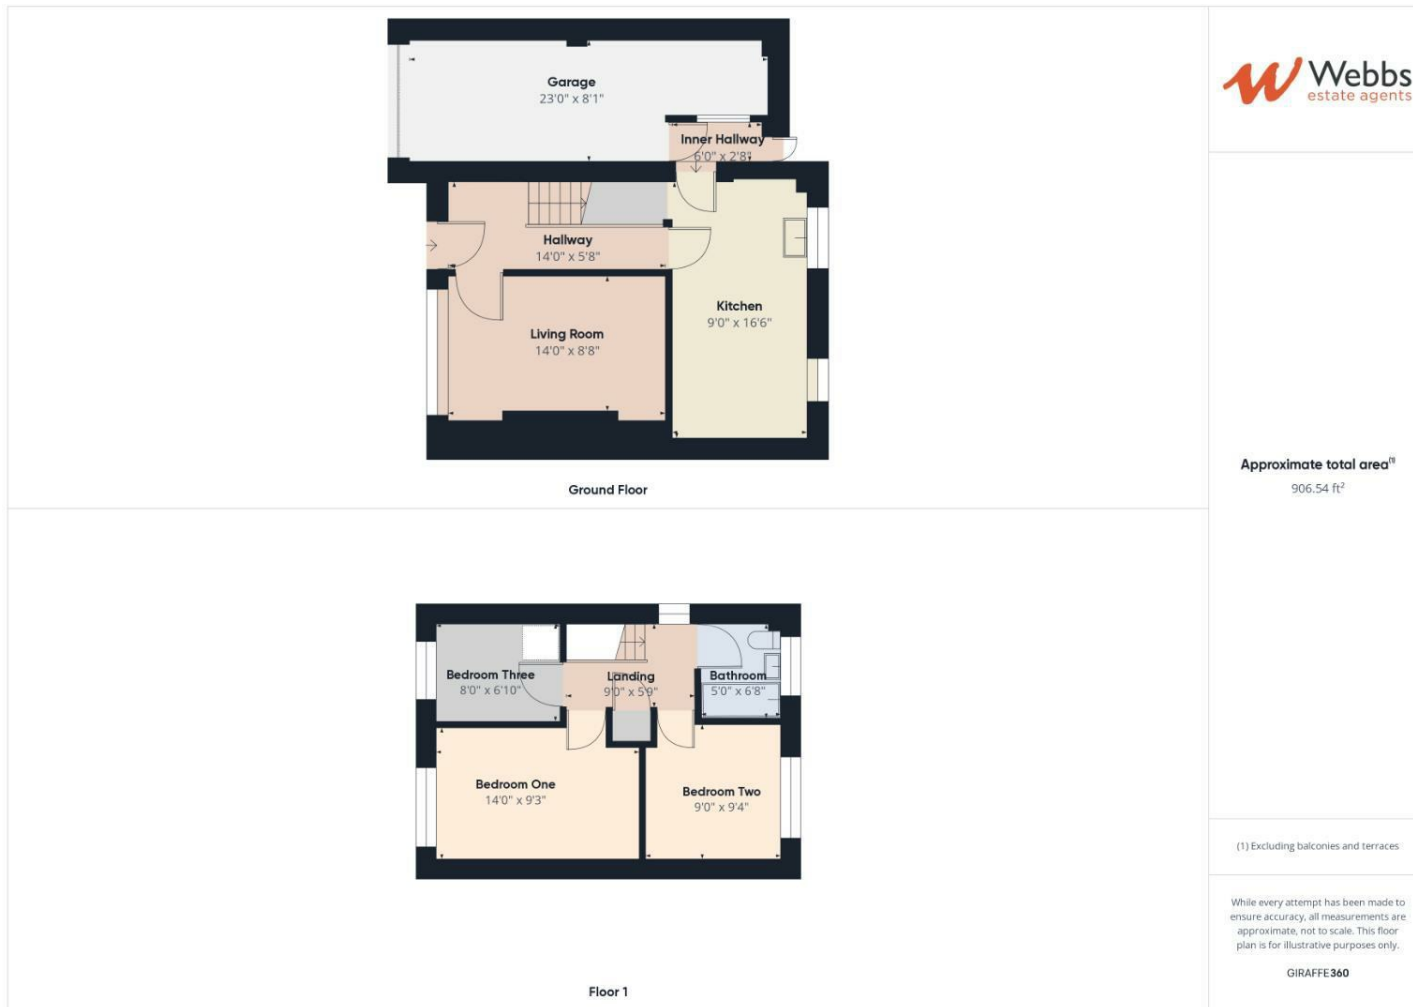 Garage
23'0" x 8'1"
Inner Hallway
6'0" x 2'8"
Hallway
14'0" x 5'8"
Kitchen
9'0" x 16'6"
Living Room
14'0" x 8'8"
Ground Floor
Bedroom Three
8'0" x 6'10"
Landing
9'0" x 5'9"
Bathroom
5'0" x 6'8"
Bedroom One
14'0" x 9'3"
Bedroom Two
9'0" x 9'4"
Floor 1
Webbs
estate agents
Approximate total area(1)
906.54 ft²
(1) Excluding balconies and terraces
While every attempt has been made to
ensure accuracy, all measurements are
approximate, not to scale. This floor
plan is for illustrative purposes only.
GIRAFFE360